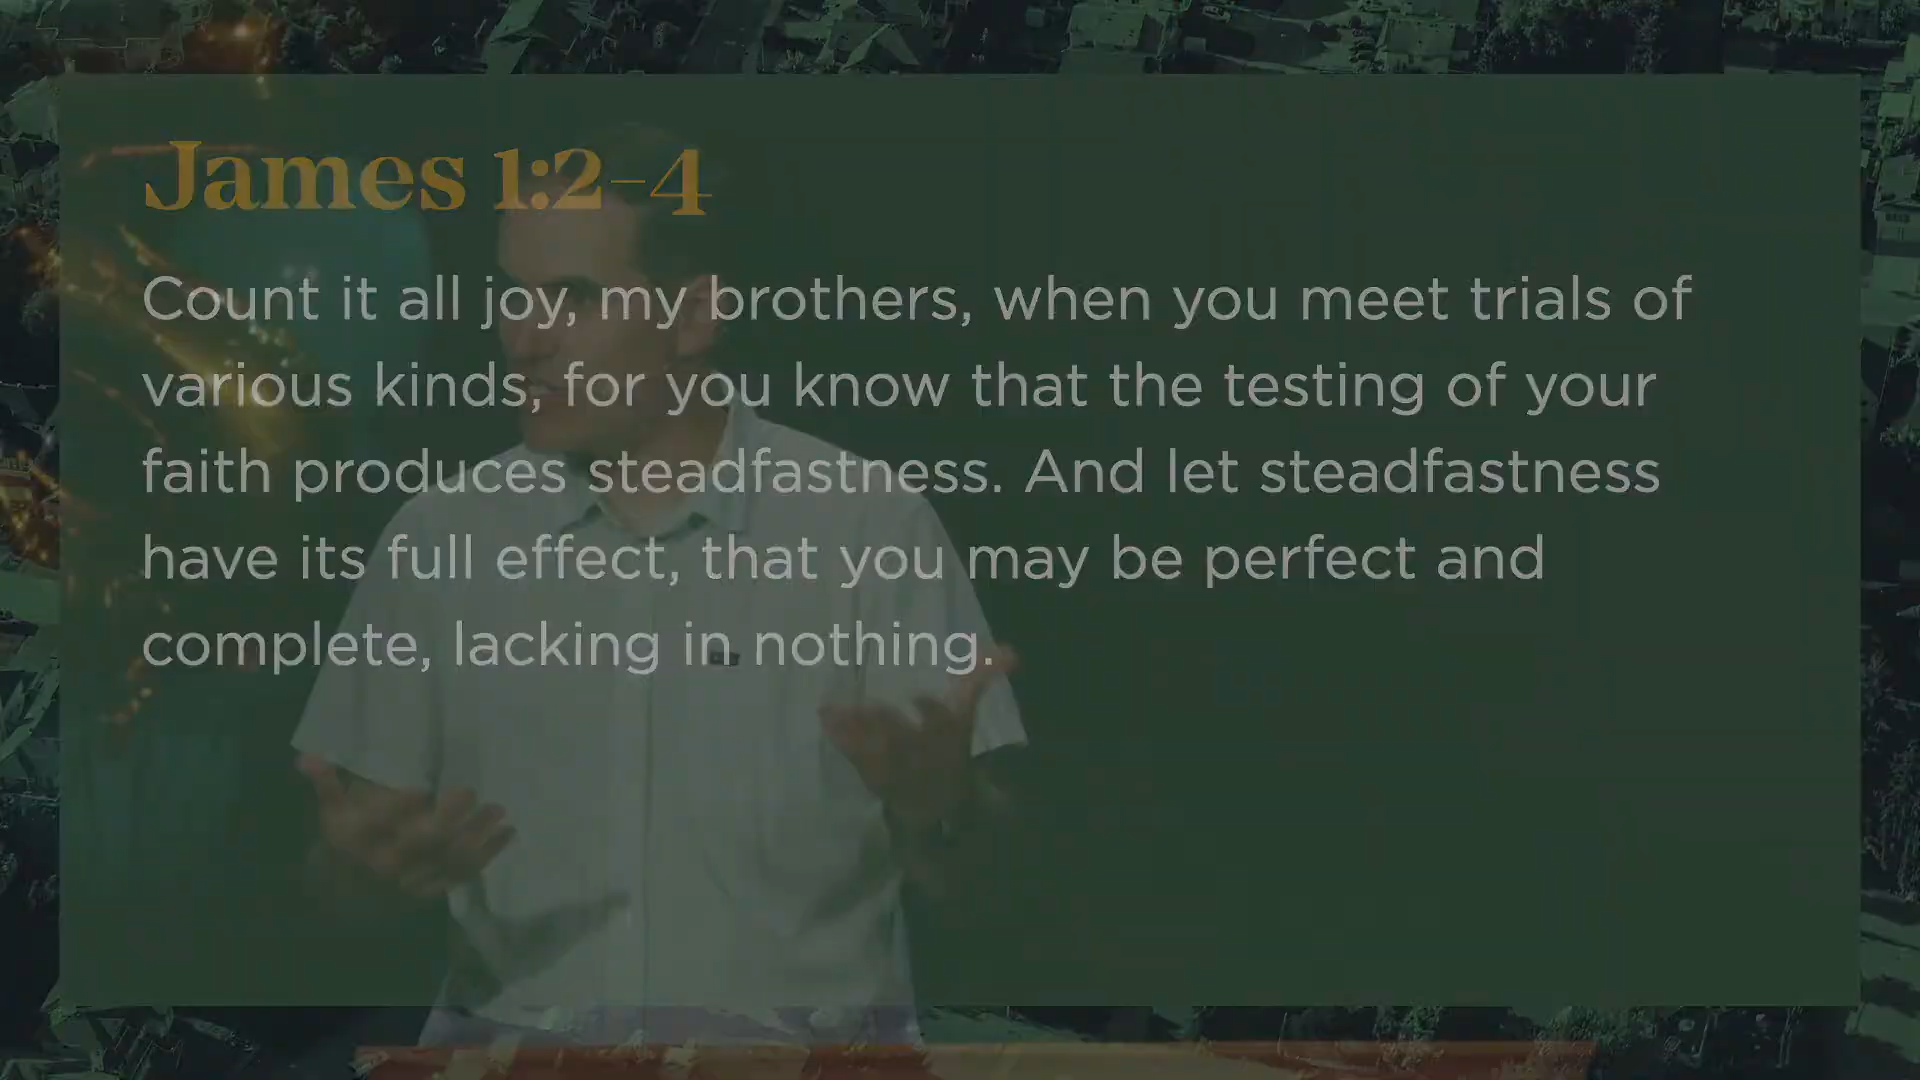 James 1:2–4
Count it all joy, my brothers, when you meet trials of
various kinds, for you know that the testing of your
faith produces steadfastness. And let steadfastness
have its full effect, that you may be perfect and
complete, lacking in nothing.